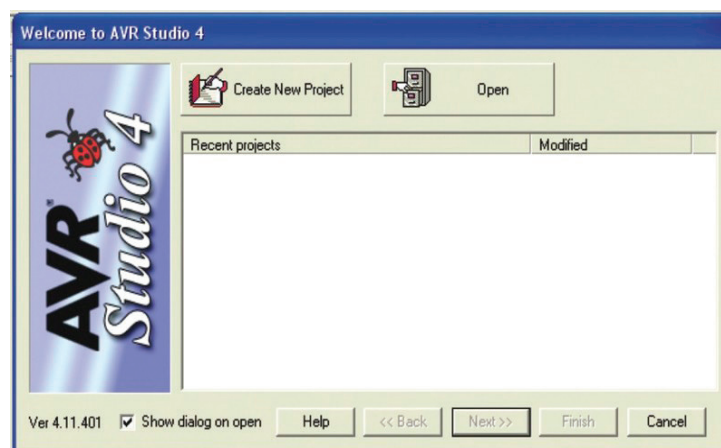 Welcome to AVR Studio 4
Create New Project
Open
Recent projects
Modified
AVR®
Studio 4
Ver 4.11.401
Show dialog on open
Help
<< Back
Next >>
Finish
Cancel